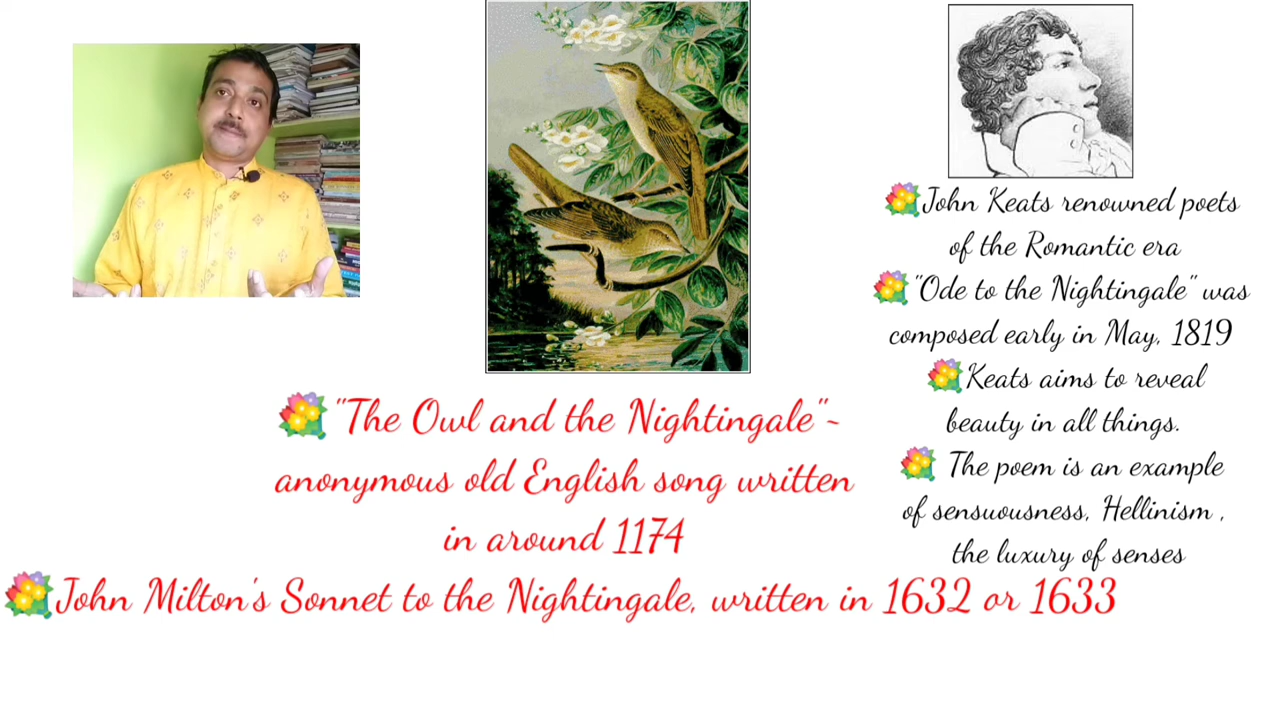 John Keats renowned poets
of the Romantic era
"Ode to the Nightingale" was
composed early in May, 1819
Keats aims to reveal
beauty in all things.
The poem is an example
of sensuousness, Hellinism ,
the luxury of senses
"The Owl and the Nightingale"~
anonymous old English song written
in around 1174
John Milton's Sonnet to the Nightingale, written in 1632 or 1633